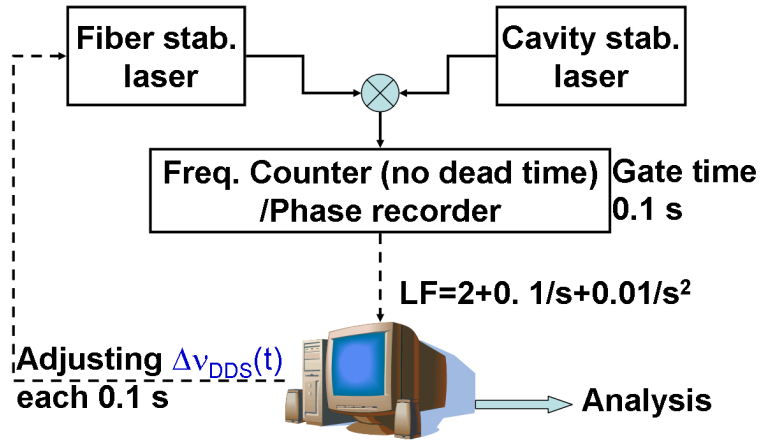 Fiber stab.
laser
Cavity stab.
laser
Freq. Counter (no dead time)
/Phase recorder
Gate time
0.1 s
LF=2+0. 1/s+0.01/s²
Adjusting Δν_DDS(t)
each 0.1 s
Analysis